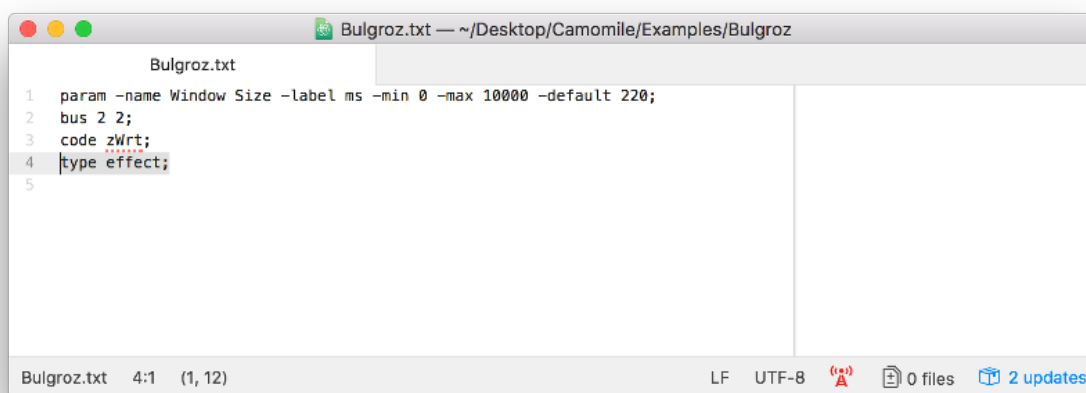 Bulgroz.txt — ~/Desktop/Camomile/Examples/Bulgroz
Bulgroz.txt
1 param -name Window Size -label ms -min 0 -max 10000 -default 220;
2 bus 2 2;
3 code zWrt;
4 type effect;
5
Bulgroz.txt 4:1 (1, 12) LF UTF-8 0 files 2 updates